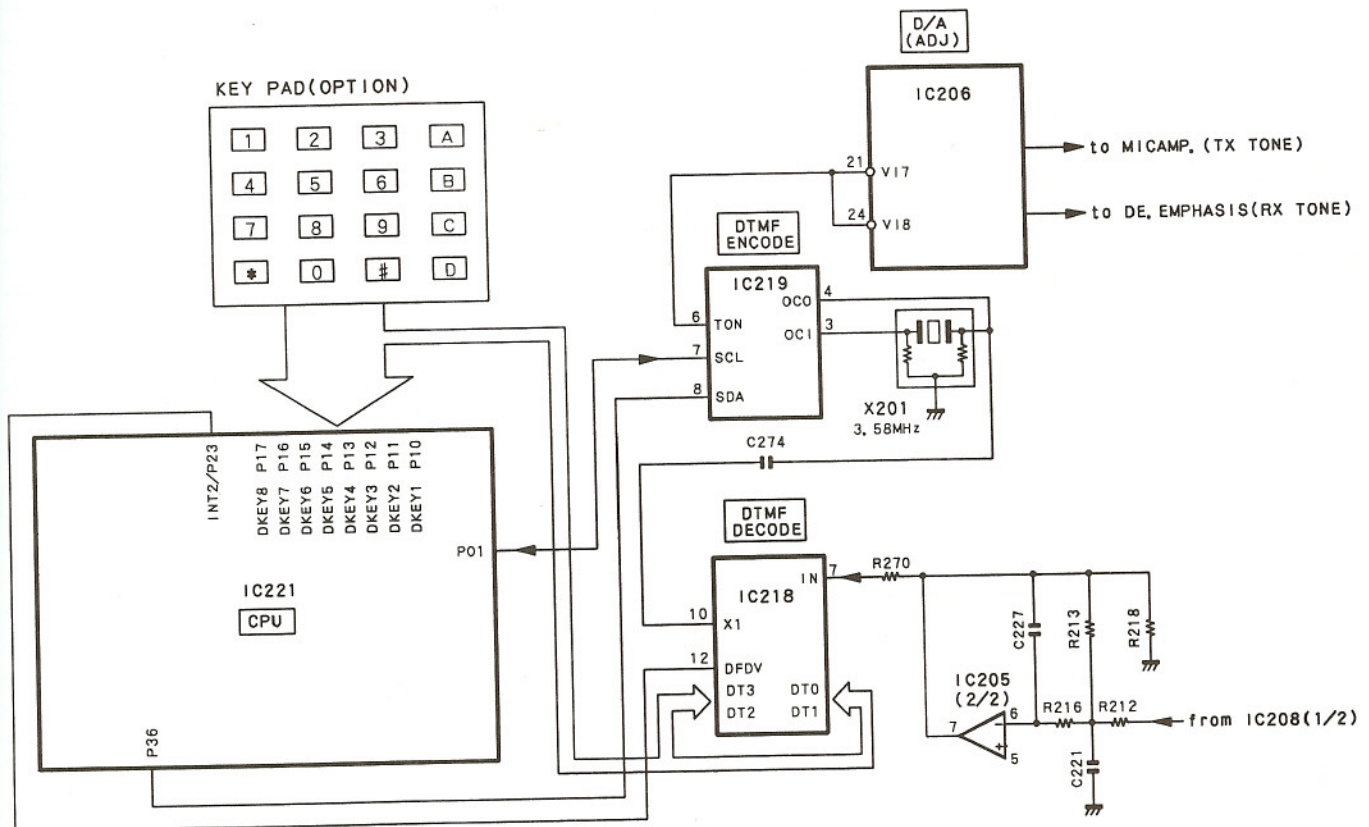 D/A
(ADJ)
IC206
21
VI7
24
VI8
to MICAMP. (TX TONE)
to DE. EMPHASIS(RX TONE)
KEY PAD(OPTION)
1 2 3 A
4 5 6 B
7 8 9 C
* 0 # D
DTMF
ENCODE
IC219
OCO 4
6 TON
OCI 3
7 SCL
8 SDA
X201
3.58MHz
C274
INT2/P23
DKEY8 P17
DKEY7 P16
DKEY6 P15
DKEY5 P14
DKEY4 P13
DKEY3 P12
DKEY2 P11
DKEY1 P10
P01
IC221
CPU
P36
DTMF
DECODE
IN 7
R270
IC218
10 X1
12 DFDV
DT3 DT0
DT2 DT1
C227
R213
R218
IC205
(2/2)
7
6
-
+
5
R216
R212
from IC208(1/2)
C221